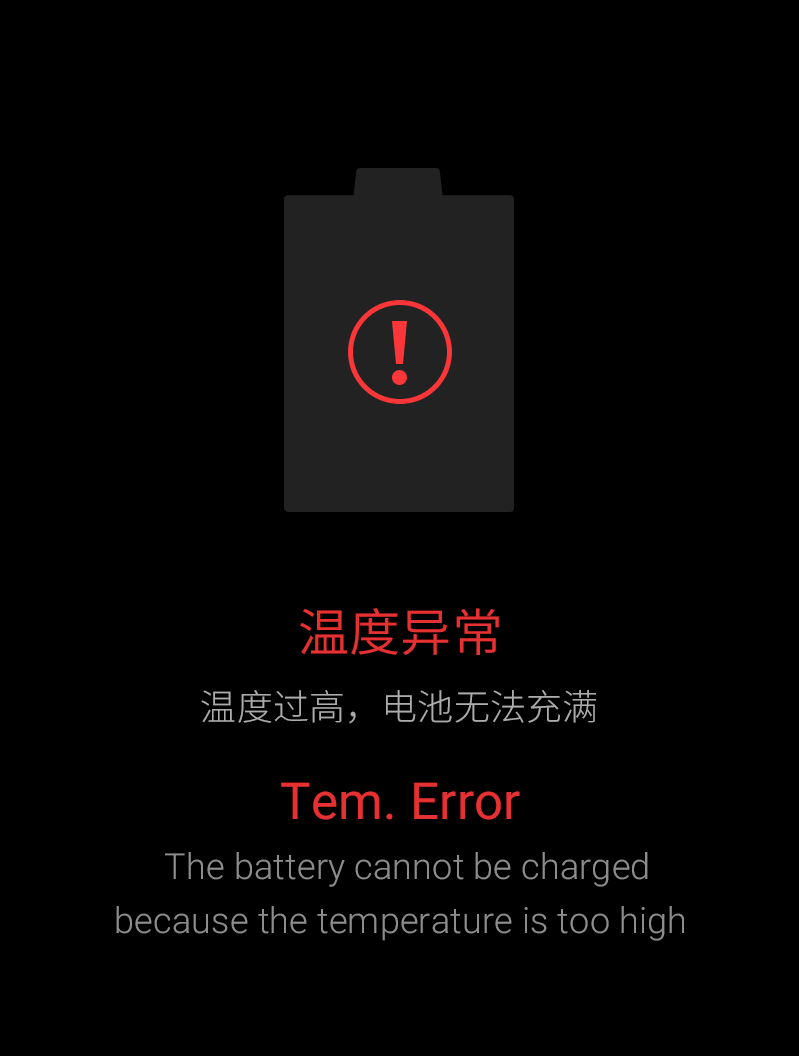 温度异常
温度过高，电池无法充满
Tem. Error
The battery cannot be charged
because the temperature is too high